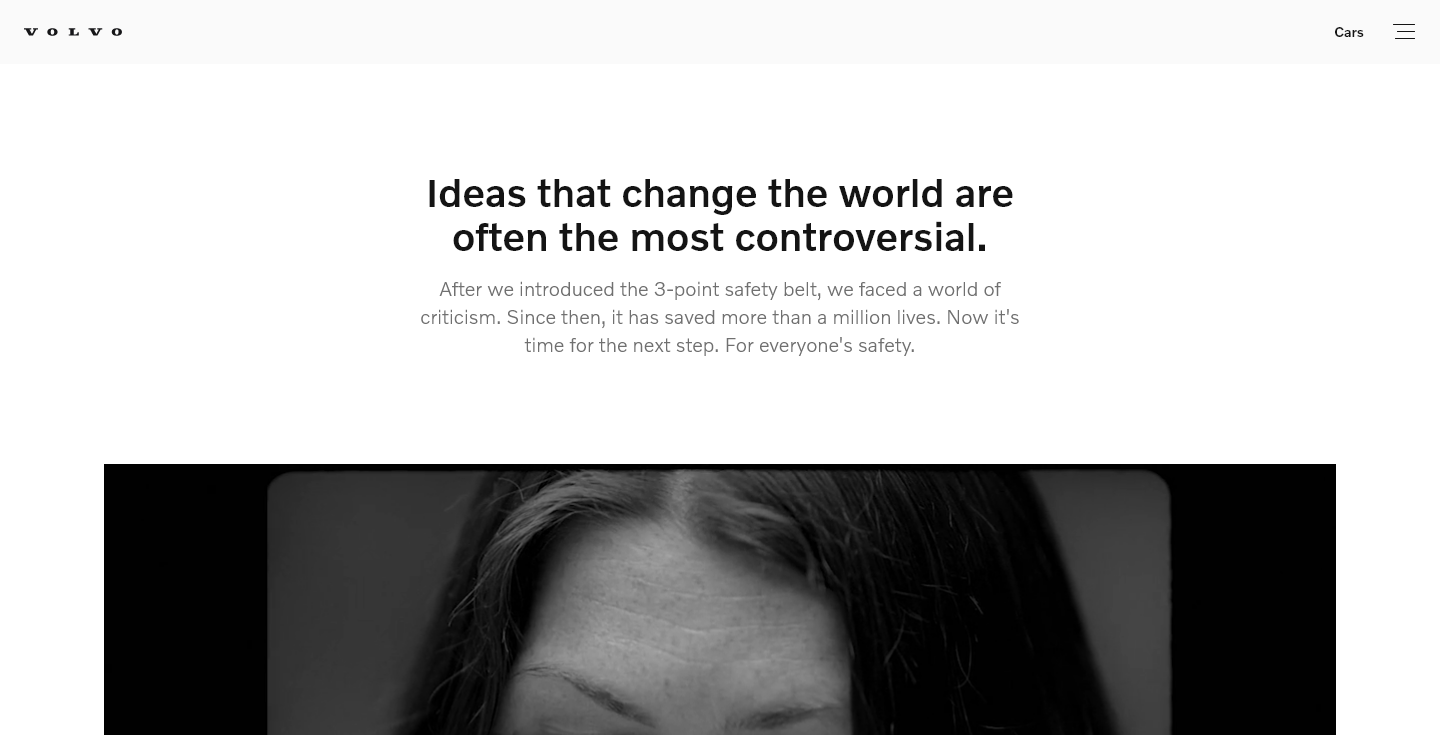 VOLVO
Cars
Ideas that change the world are
often the most controversial.
After we introduced the 3-point safety belt, we faced a world of
criticism. Since then, it has saved more than a million lives. Now it's
time for the next step. For everyone's safety.